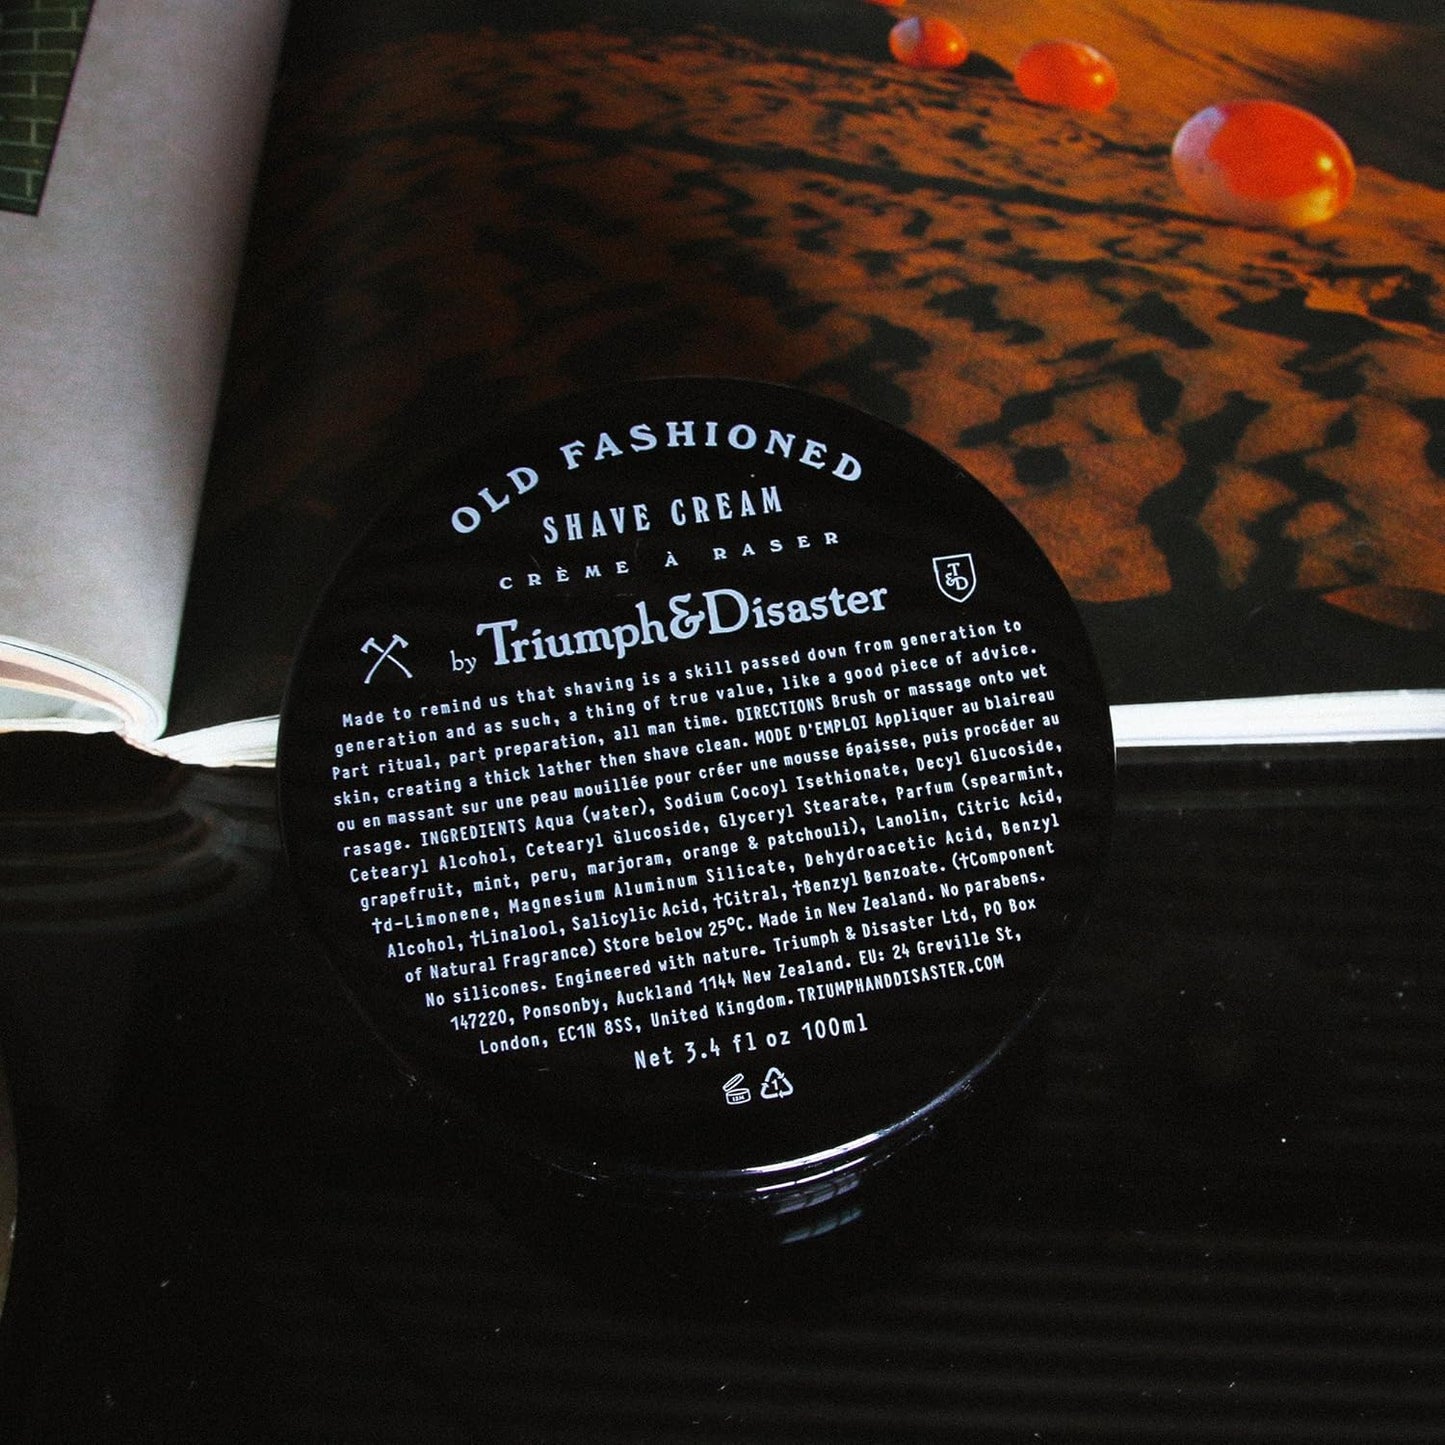 OLD FASHIONED
SHAVE CREAM
CRÈME À RASER
by Triumph&Disaster
T&D
Made to remind us that shaving is a skill passed down from generation to
generation and as such, a thing of true value, like a good piece of advice.
Part ritual, part preparation, all man time. DIRECTIONS Brush or massage onto wet
skin, creating a thick lather then shave clean. MODE D'EMPLOI Appliquer au blaireau
ou en massant sur une peau mouillée pour créer une mousse épaisse, puis procéder au
rasage. INGREDIENTS Aqua (water), Sodium Cocoyl Isethionate, Decyl Glucoside,
Cetearyl Alcohol, Cetearyl Glucoside, Glyceryl Stearate, Parfum (spearmint,
grapefruit, mint, peru, marjoram, orange & patchouli), Lanolin, Citric Acid,
†d-Limonene, Magnesium Aluminum Silicate, Dehydroacetic Acid, Benzyl
Alcohol, †Linalool, Salicylic Acid, †Citral, †Benzyl Benzoate. (†Component
of Natural Fragrance) Store below 25°C. Made in New Zealand. No parabens.
No silicones. Engineered with nature. Triumph & Disaster Ltd, PO Box
147220, Ponsonby, Auckland 1144 New Zealand. EU: 24 Greville St,
London, EC1N 8SS, United Kingdom. TRIUMPHANDDISASTER.COM
Net 3.4 fl oz 100ml
12M 1